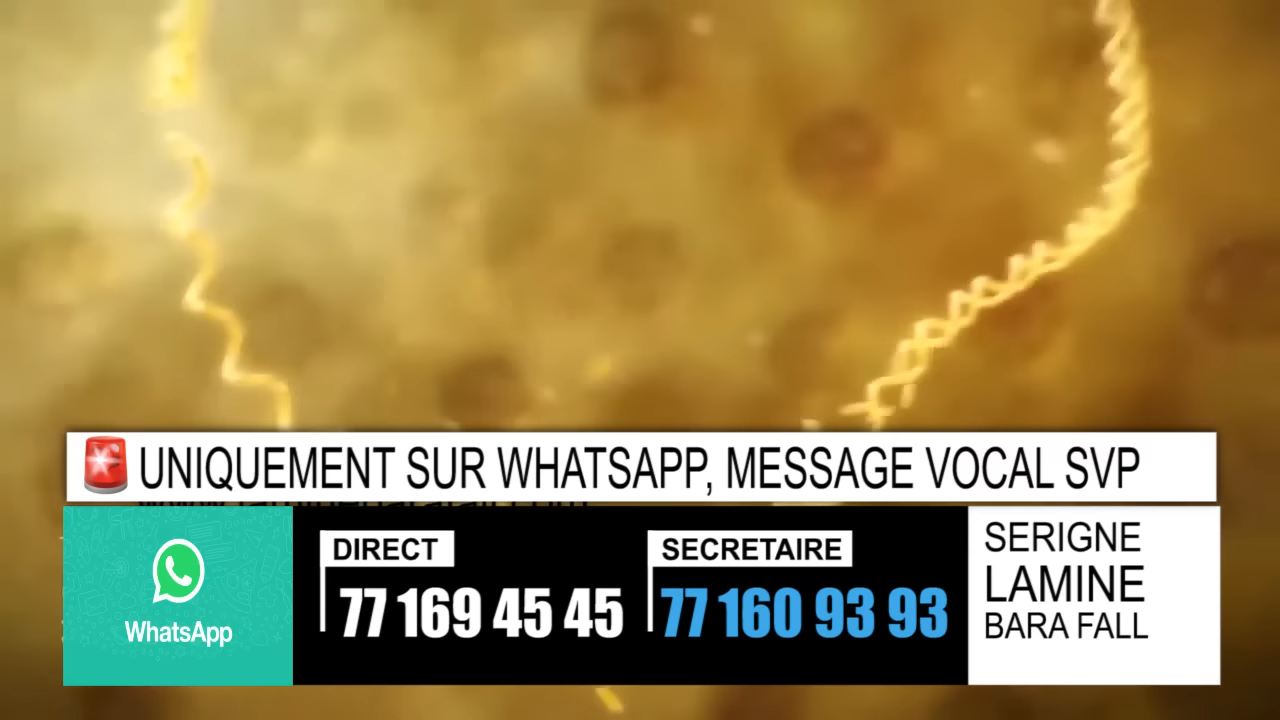 🚨 UNIQUEMENT SUR WHATSAPP, MESSAGE VOCAL SVP
WhatsApp
DIRECT
77 169 45 45
SECRETAIRE
77 160 93 93
SERIGNE
LAMINE
BARA FALL